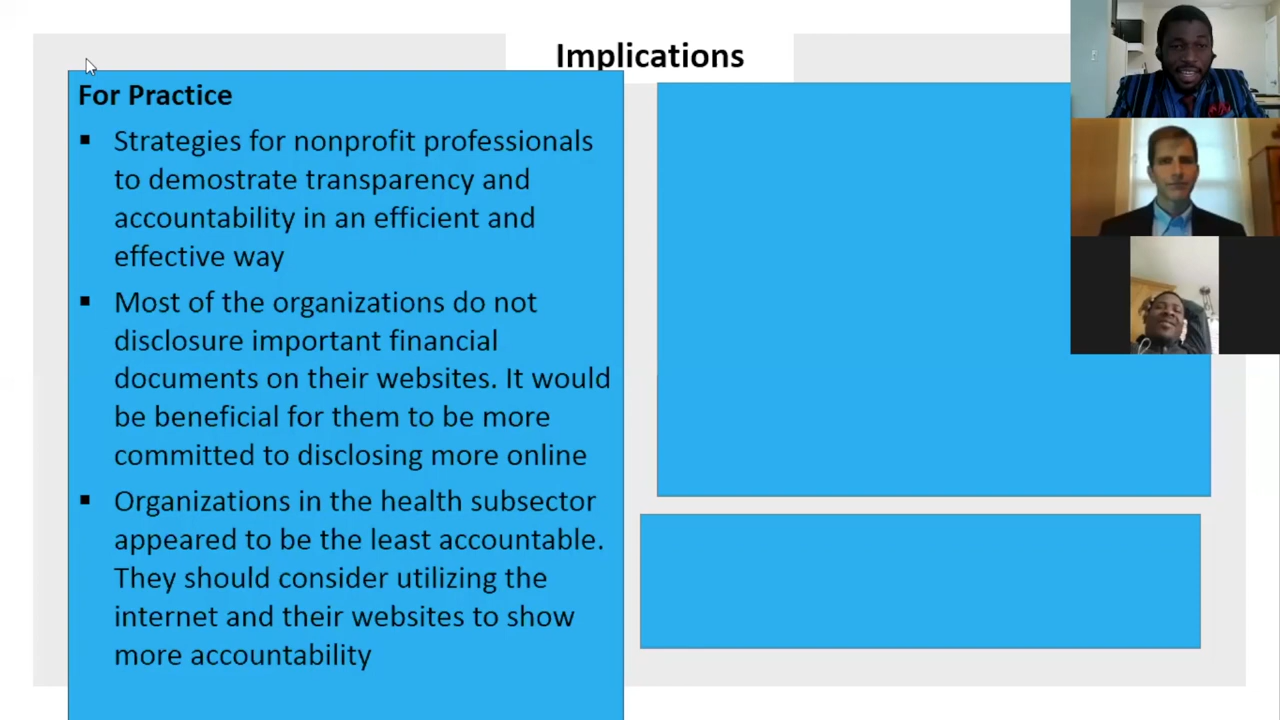 Implications
For Practice
▪ Strategies for nonprofit professionals
to demostrate transparency and
accountability in an efficient and
effective way
▪ Most of the organizations do not
disclosure important financial
documents on their websites. It would
be beneficial for them to be more
committed to disclosing more online
▪ Organizations in the health subsector
appeared to be the least accountable.
They should consider utilizing the
internet and their websites to show
more accountability